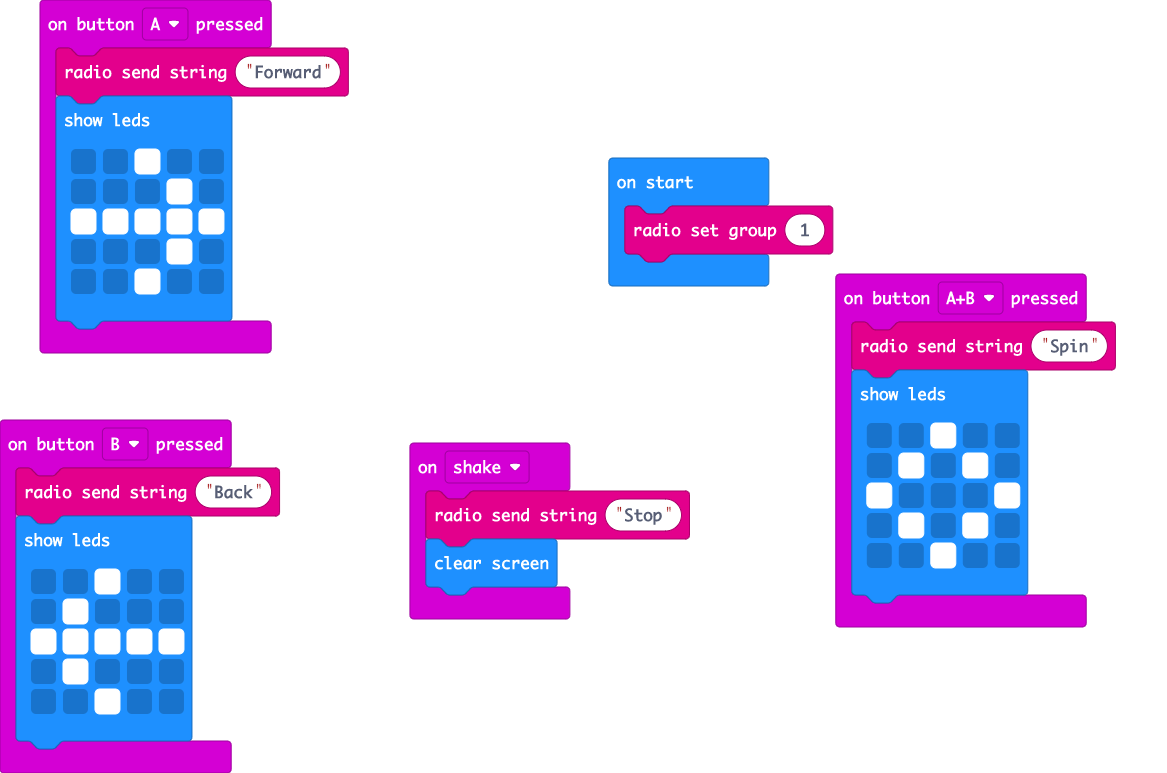 on button A pressed
radio send string "Forward"
show leds
on start
radio set group 1
on button A+B pressed
radio send string "Spin"
show leds
on button B pressed
radio send string "Back"
show leds
on shake
radio send string "Stop"
clear screen